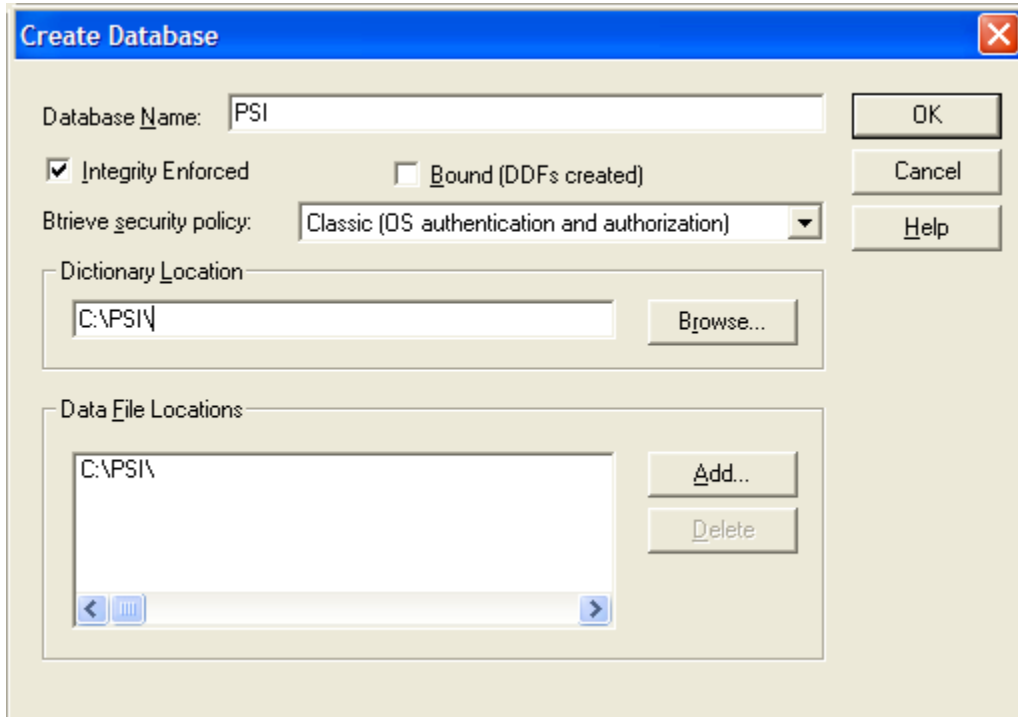 Create Database
Database Name: PSI
OK
Integrity Enforced
Bound (DDFs created)
Cancel
Btrieve security policy: Classic (OS authentication and authorization)
Help
Dictionary Location
C:\PSI\
Browse...
Data File Locations
C:\PSI\
Add...
Delete